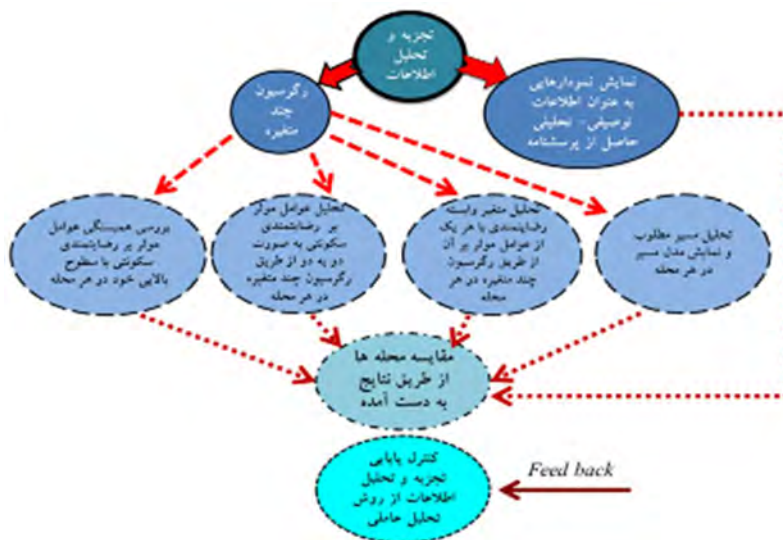 تجزیه و
تحلیل
اطلاعات
رگرسیون
چند
متغیره
نمایش نمودارهایی
به عنوان اطلاعات
توصیفی- تحلیلی
حاصل از پرسشنامه
بررسی همبستگی عوامل
موثر بر رضایتمندی
سکونتی با سطوح
بالایی خود در هر محله
تحلیل عوامل موثر
بر رضایتمندی
سکونتی به صورت
دو به دو از طریق
رگرسیون چند متغیره
در هر محله
تحلیل متغیر وابسته
رضایتمندی با هر یک
از عوامل موثر بر آن
از طریق رگرسیون
چند متغیره در هر
محله
تحلیل مسیر مطلوب
و نمایش مدل مسیر
در هر محله
مقایسه محله ها
از طریق نتایج
به دست آمده
کنترل پایایی
تجزیه و تحلیل
اطلاعات از روش
تحلیل عاملی
Feed back